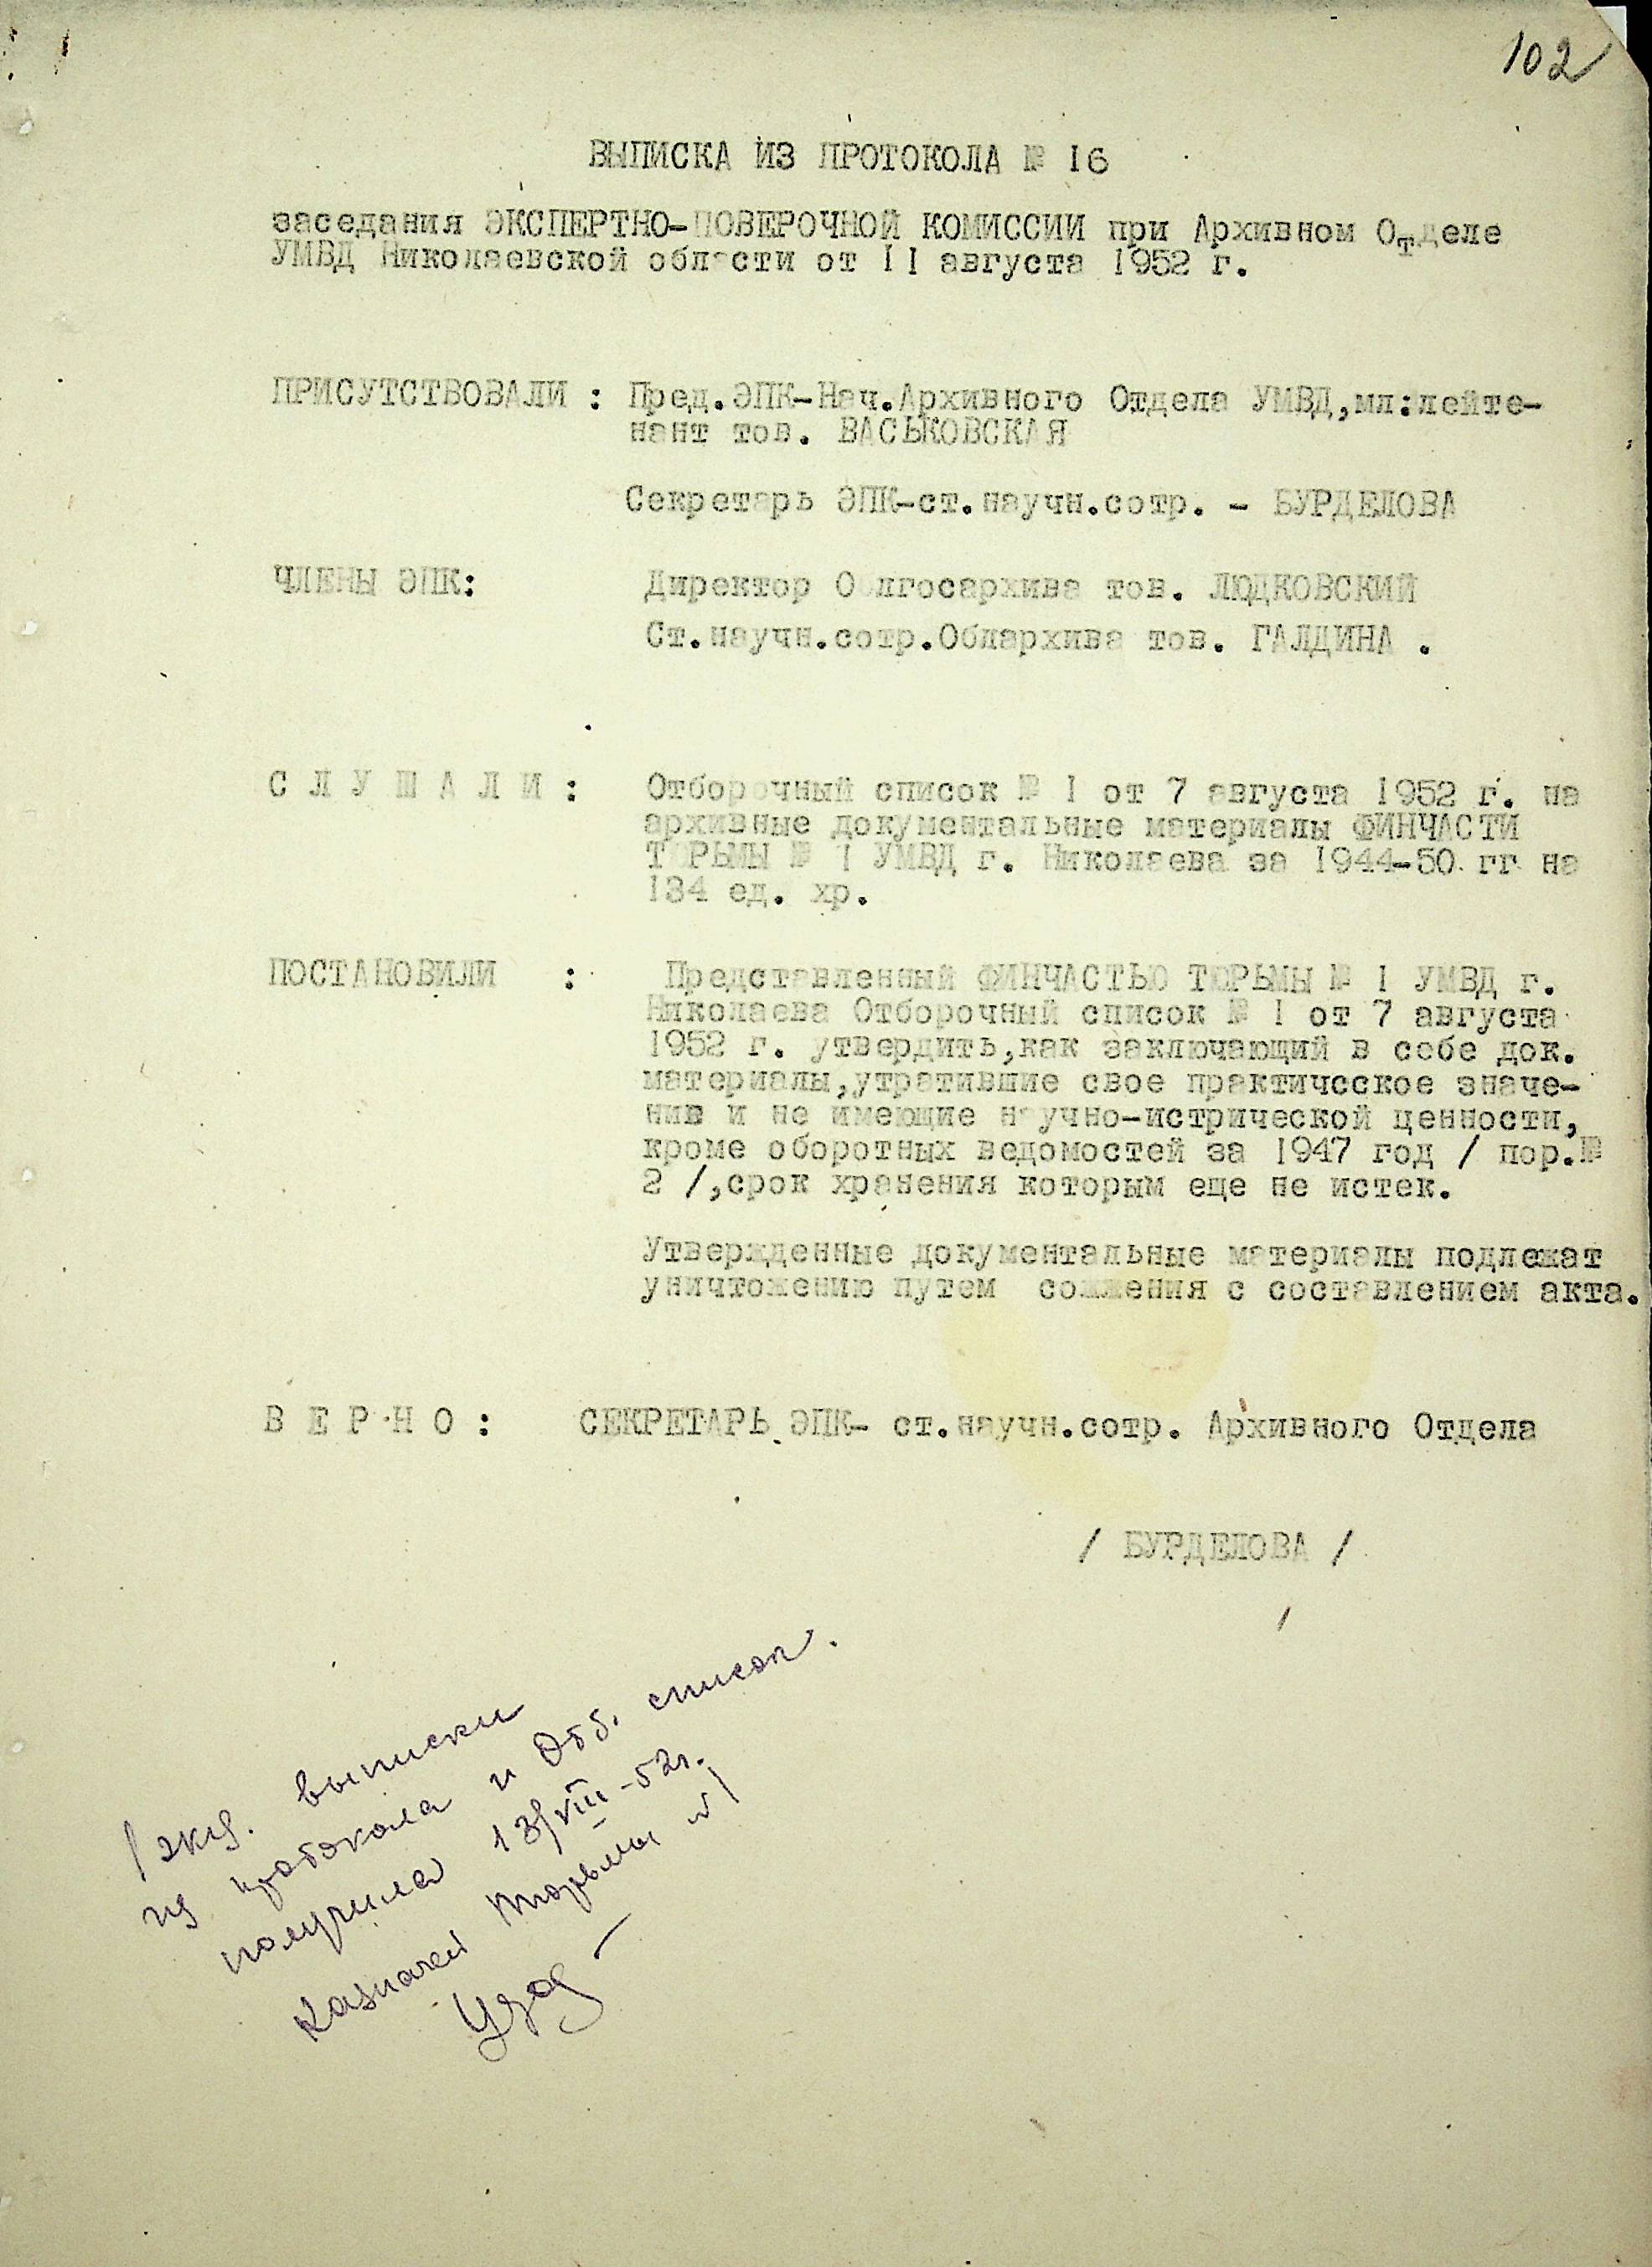 102
ВЫПИСКА ИЗ ПРОТОКОЛА № 16
заседания ЭКСПЕРТНО-ПОВЕРОЧНОЙ КОМИССИИ при Архивном Отделе
УМВД Николаевской области от 11 августа 1952 г.
ПРИСУТСТВОВАЛИ : Пред.ЭПК-Нач.Архивного Отдела УМВД,мл:лейте-
нант тов. ВАСЬКОВСКАЯ
Секретарь ЭПК-ст.научн.сотр. - БУРДЕЛОВА
ЧЛЕНЫ ЭПК: Директор Облгосархива тов. ЛЮДКОВСКИЙ
Ст.научн.сотр.Облархива тов. ГАЛДИНА .
С Л У Ш А Л И : Отборочный список № 1 от 7 августа 1952 г. на
архивные документальные материалы ФИНЧАСТИ
ТЮРЬМЫ № 1 УМВД г. Николаева за 1944-50 гг на
134 ед. хр.
ПОСТАНОВИЛИ : Представленный ФИНЧАСТЬЮ ТЮРЬМЫ № 1 УМВД г.
Николаева Отборочный список № 1 от 7 августа
1952 г. утвердить,как заключающий в себе док.
материалы,утратившие свое практичсское значе-
нив и не имеющие научно-истрической ценности,
кроме оборотных ведомостей за 1947 год / пор.№
2 /,срок хранения которым еще не истек.
Утвержденные документальные материалы подлежат
уничтожению путем сожжения с составлением акта.
В Е Р Н О : СЕКРЕТАРЬ ЭПК- ст.научн.сотр. Архивного Отдела
/ БУРДЕЛОВА /
1 экз. выписки
из протокола и Отб. список.
получила 13/VIII-52г.
Казначей тюрьмы №1